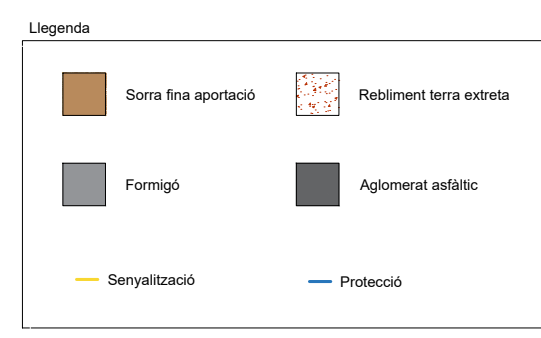 Llegenda
Sorra fina aportació
Rebliment terra extreta
Formigó
Aglomerat asfàltic
Senyalització
Protecció